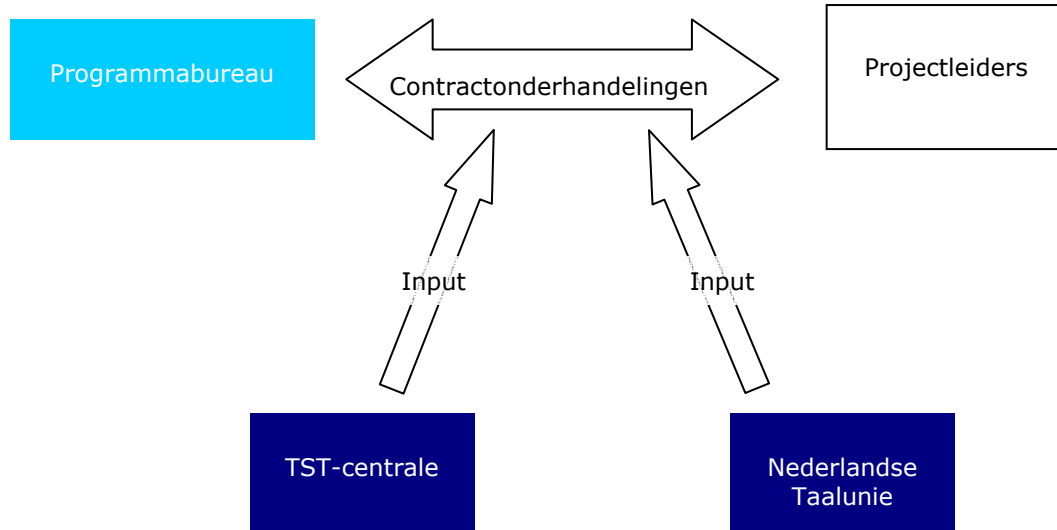 Programmabureau
Contractonderhandelingen
Projectleiders
Input
Input
TST-centrale
Nederlandse
Taalunie